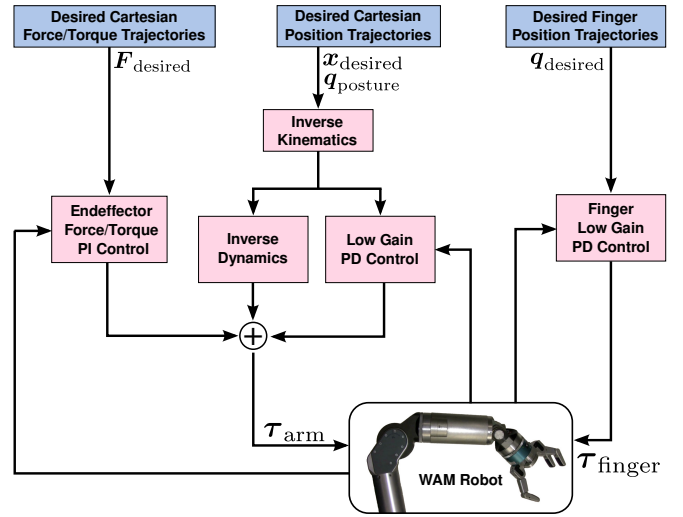 Desired Cartesian
Force/Torque Trajectories
Desired Cartesian
Position Trajectories
Desired Finger
Position Trajectories
F desired
x desired
q posture
q desired
Inverse
Kinematics
Endeffector
Force/Torque
PI Control
Inverse
Dynamics
Low Gain
PD Control
Finger
Low Gain
PD Control
+
τ arm
τ finger
WAM Robot